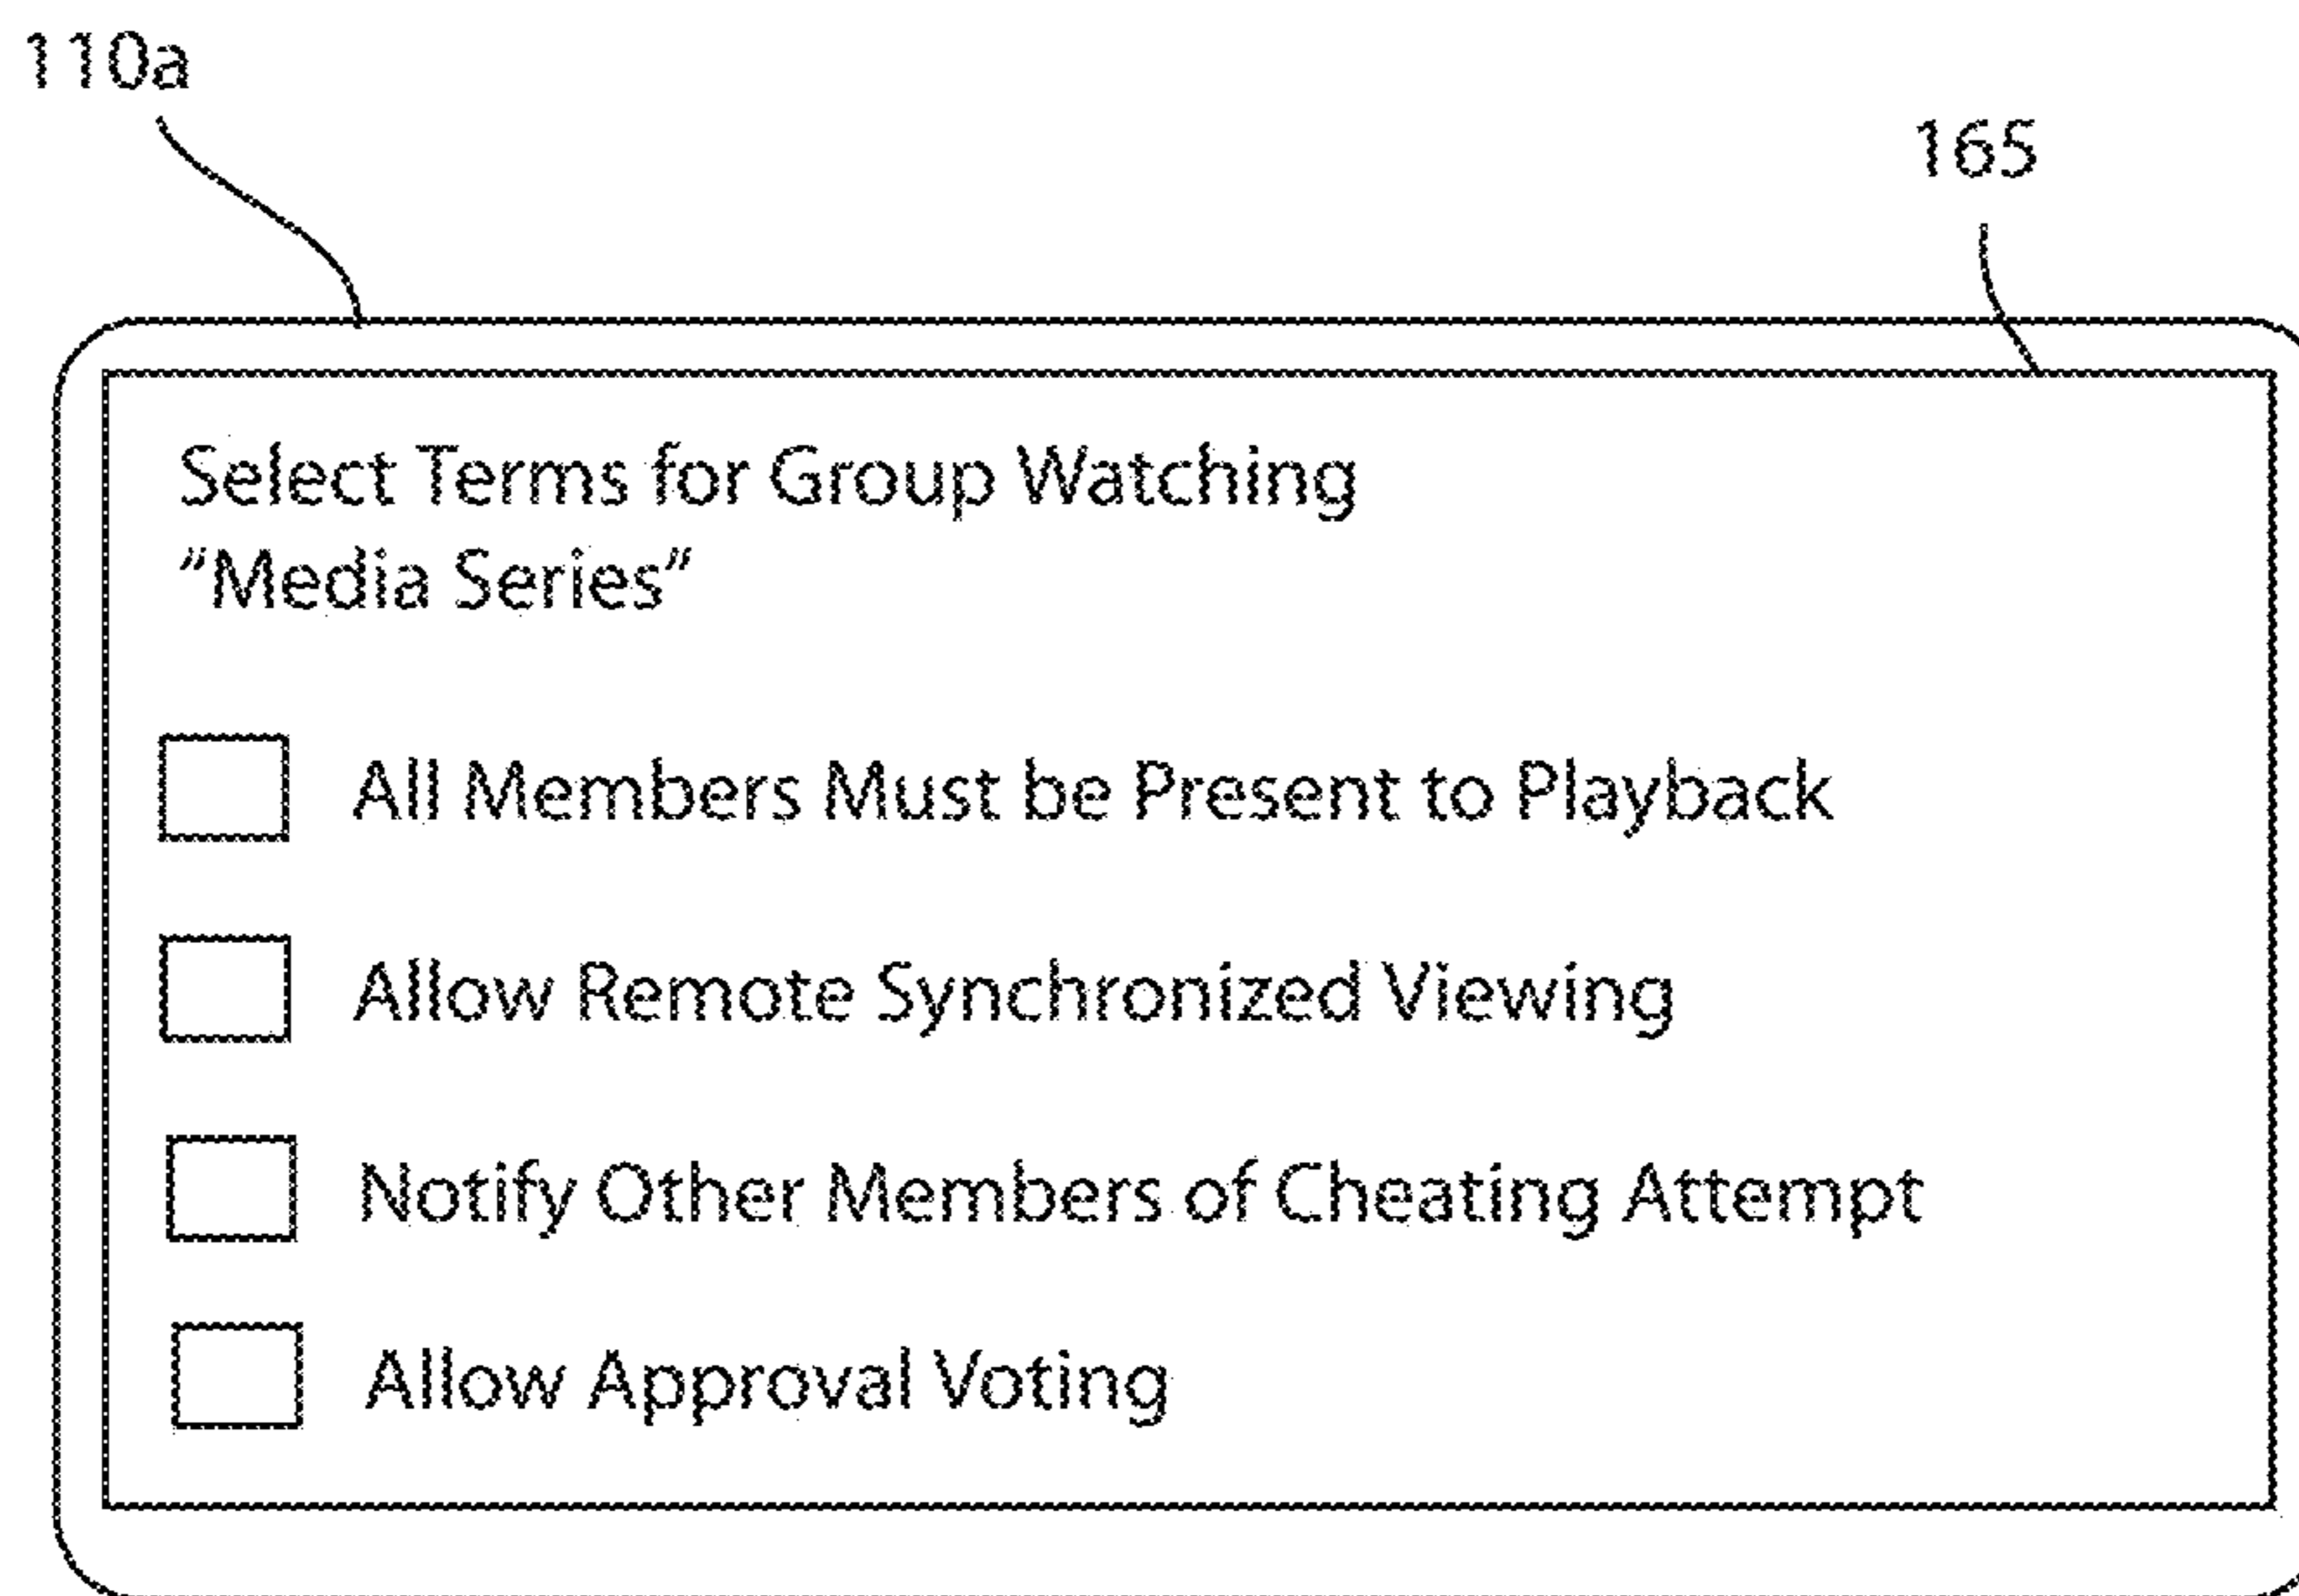 110a
165
Select Terms for Group Watching
"Media Series"
All Members Must be Present to Playback
Allow Remote Synchronized Viewing
Notify Other Members of Cheating Attempt
Allow Approval Voting